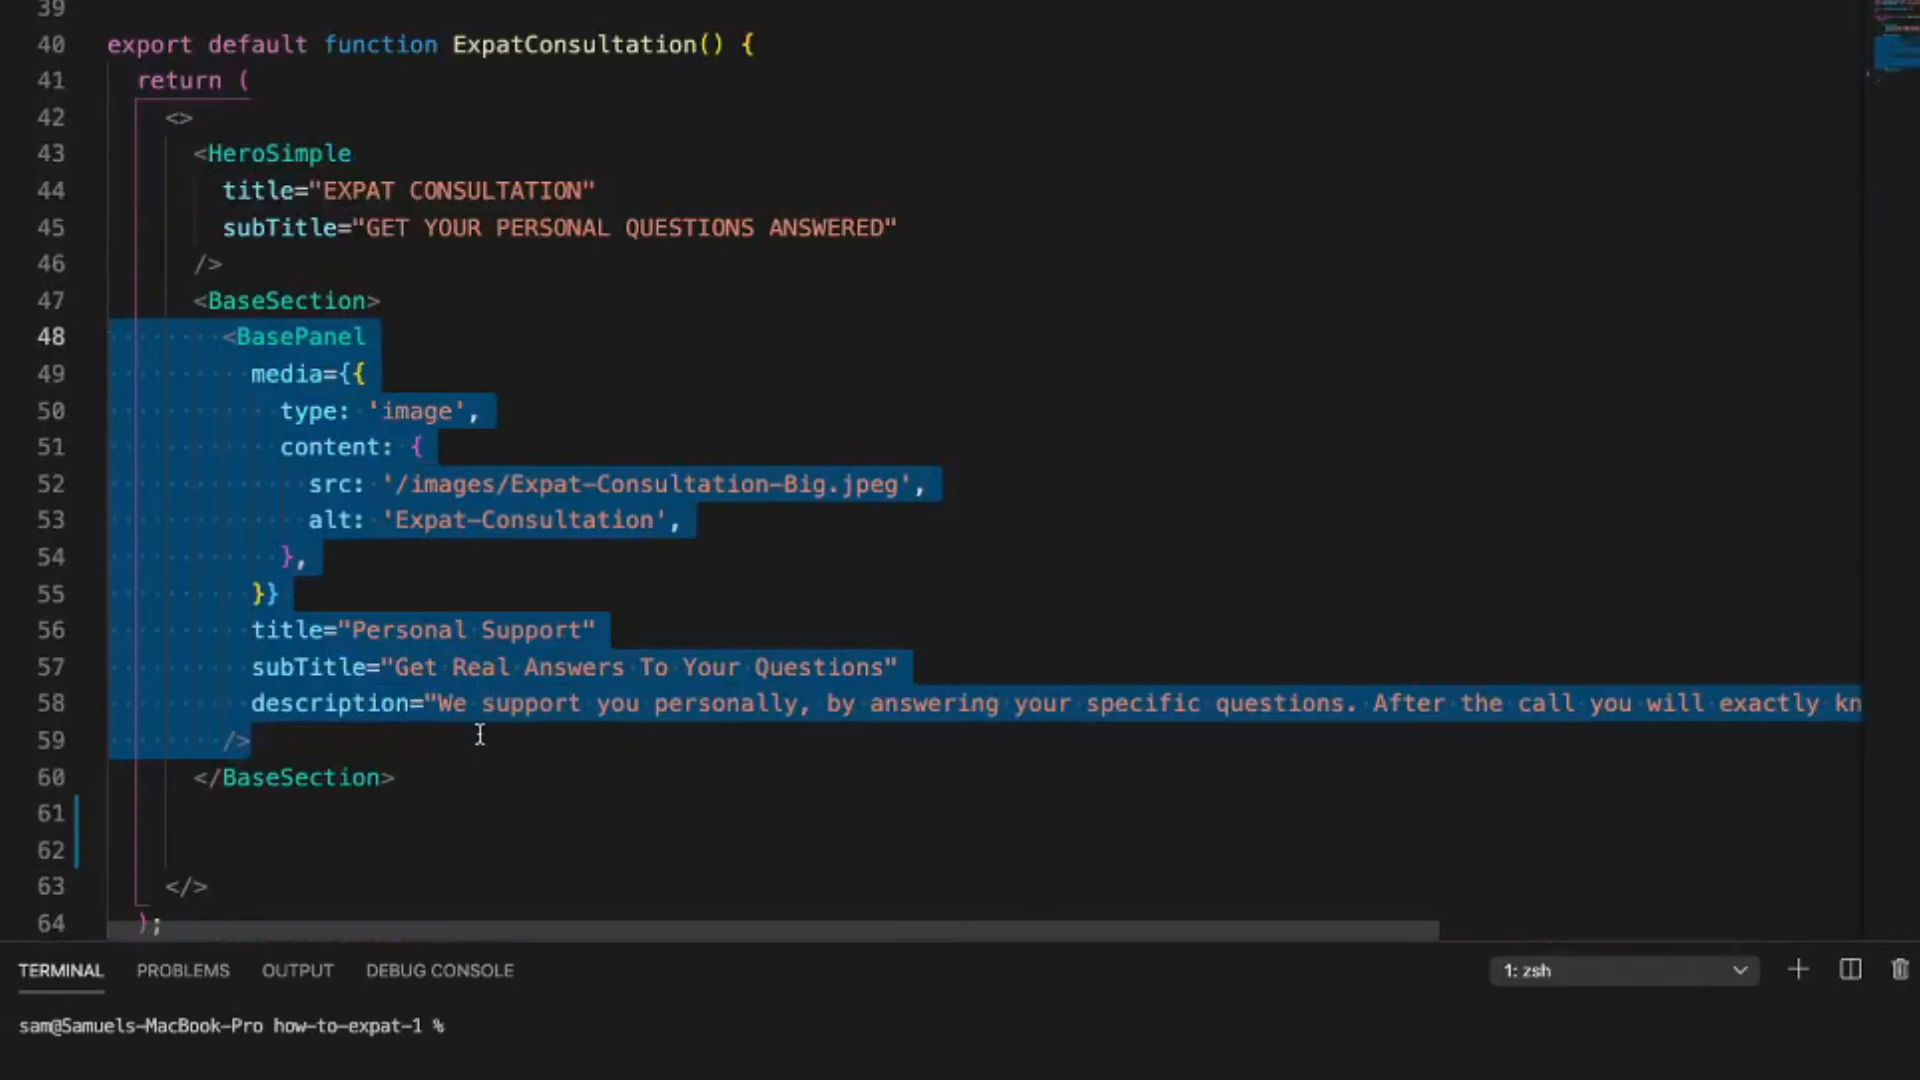 39
40 export default function ExpatConsultation() {
41 return (
42 <>
43 <HeroSimple
44 title="EXPAT CONSULTATION"
45 subTitle="GET YOUR PERSONAL QUESTIONS ANSWERED"
46 />
47 <BaseSection>
48 <BasePanel
49 media={{
50 type: 'image',
51 content: {
52 src: '/images/Expat-Consultation-Big.jpeg',
53 alt: 'Expat-Consultation',
54 },
55 }}
56 title="Personal Support"
57 subTitle="Get Real Answers To Your Questions"
58 description="We support you personally, by answering your specific questions. After the call you will exactly kn
59 />
60 </BaseSection>
61
62
63 </>
64 );
TERMINAL PROBLEMS OUTPUT DEBUG CONSOLE 1: zsh
sam@Samuels-MacBook-Pro how-to-expat-1 %